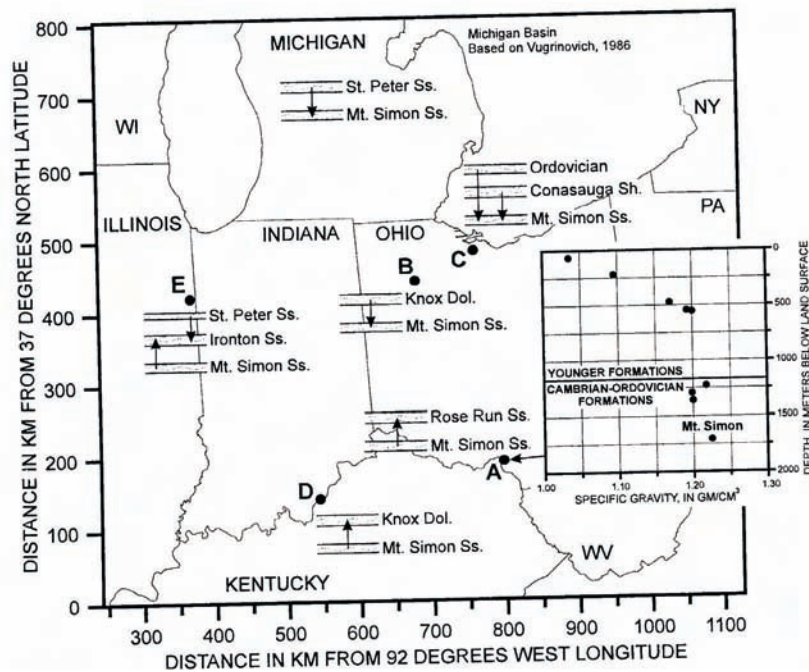 800
700
600
500
400
300
200
100
0
DISTANCE IN KM FROM 37 DEGREES NORTH LATITUDE
MICHIGAN
Michigan Basin
Based on Vugrinovich, 1986
St. Peter Ss.
Mt. Simon Ss.
WI
NY
Ordovician
Conasauga Sh.
Mt. Simon Ss.
PA
ILLINOIS
INDIANA
OHIO
C
B
E
St. Peter Ss.
Ironton Ss.
Mt. Simon Ss.
Knox Dol.
Mt. Simon Ss.
Rose Run Ss.
Mt. Simon Ss.
A
D
Knox Dol.
Mt. Simon Ss.
WV
KENTUCKY
0
500
1000
1500
2000
DEPTH IN METERS BELOW LAND SURFACE
YOUNGER FORMATIONS
CAMBRIAN-ORDOVICIAN
FORMATIONS
Mt. Simon
1.00 1.10 1.20 1.30
SPECIFIC GRAVITY, IN GM/CM³
300 400 500 600 700 800 900 1000 1100
DISTANCE IN KM FROM 92 DEGREES WEST LONGITUDE